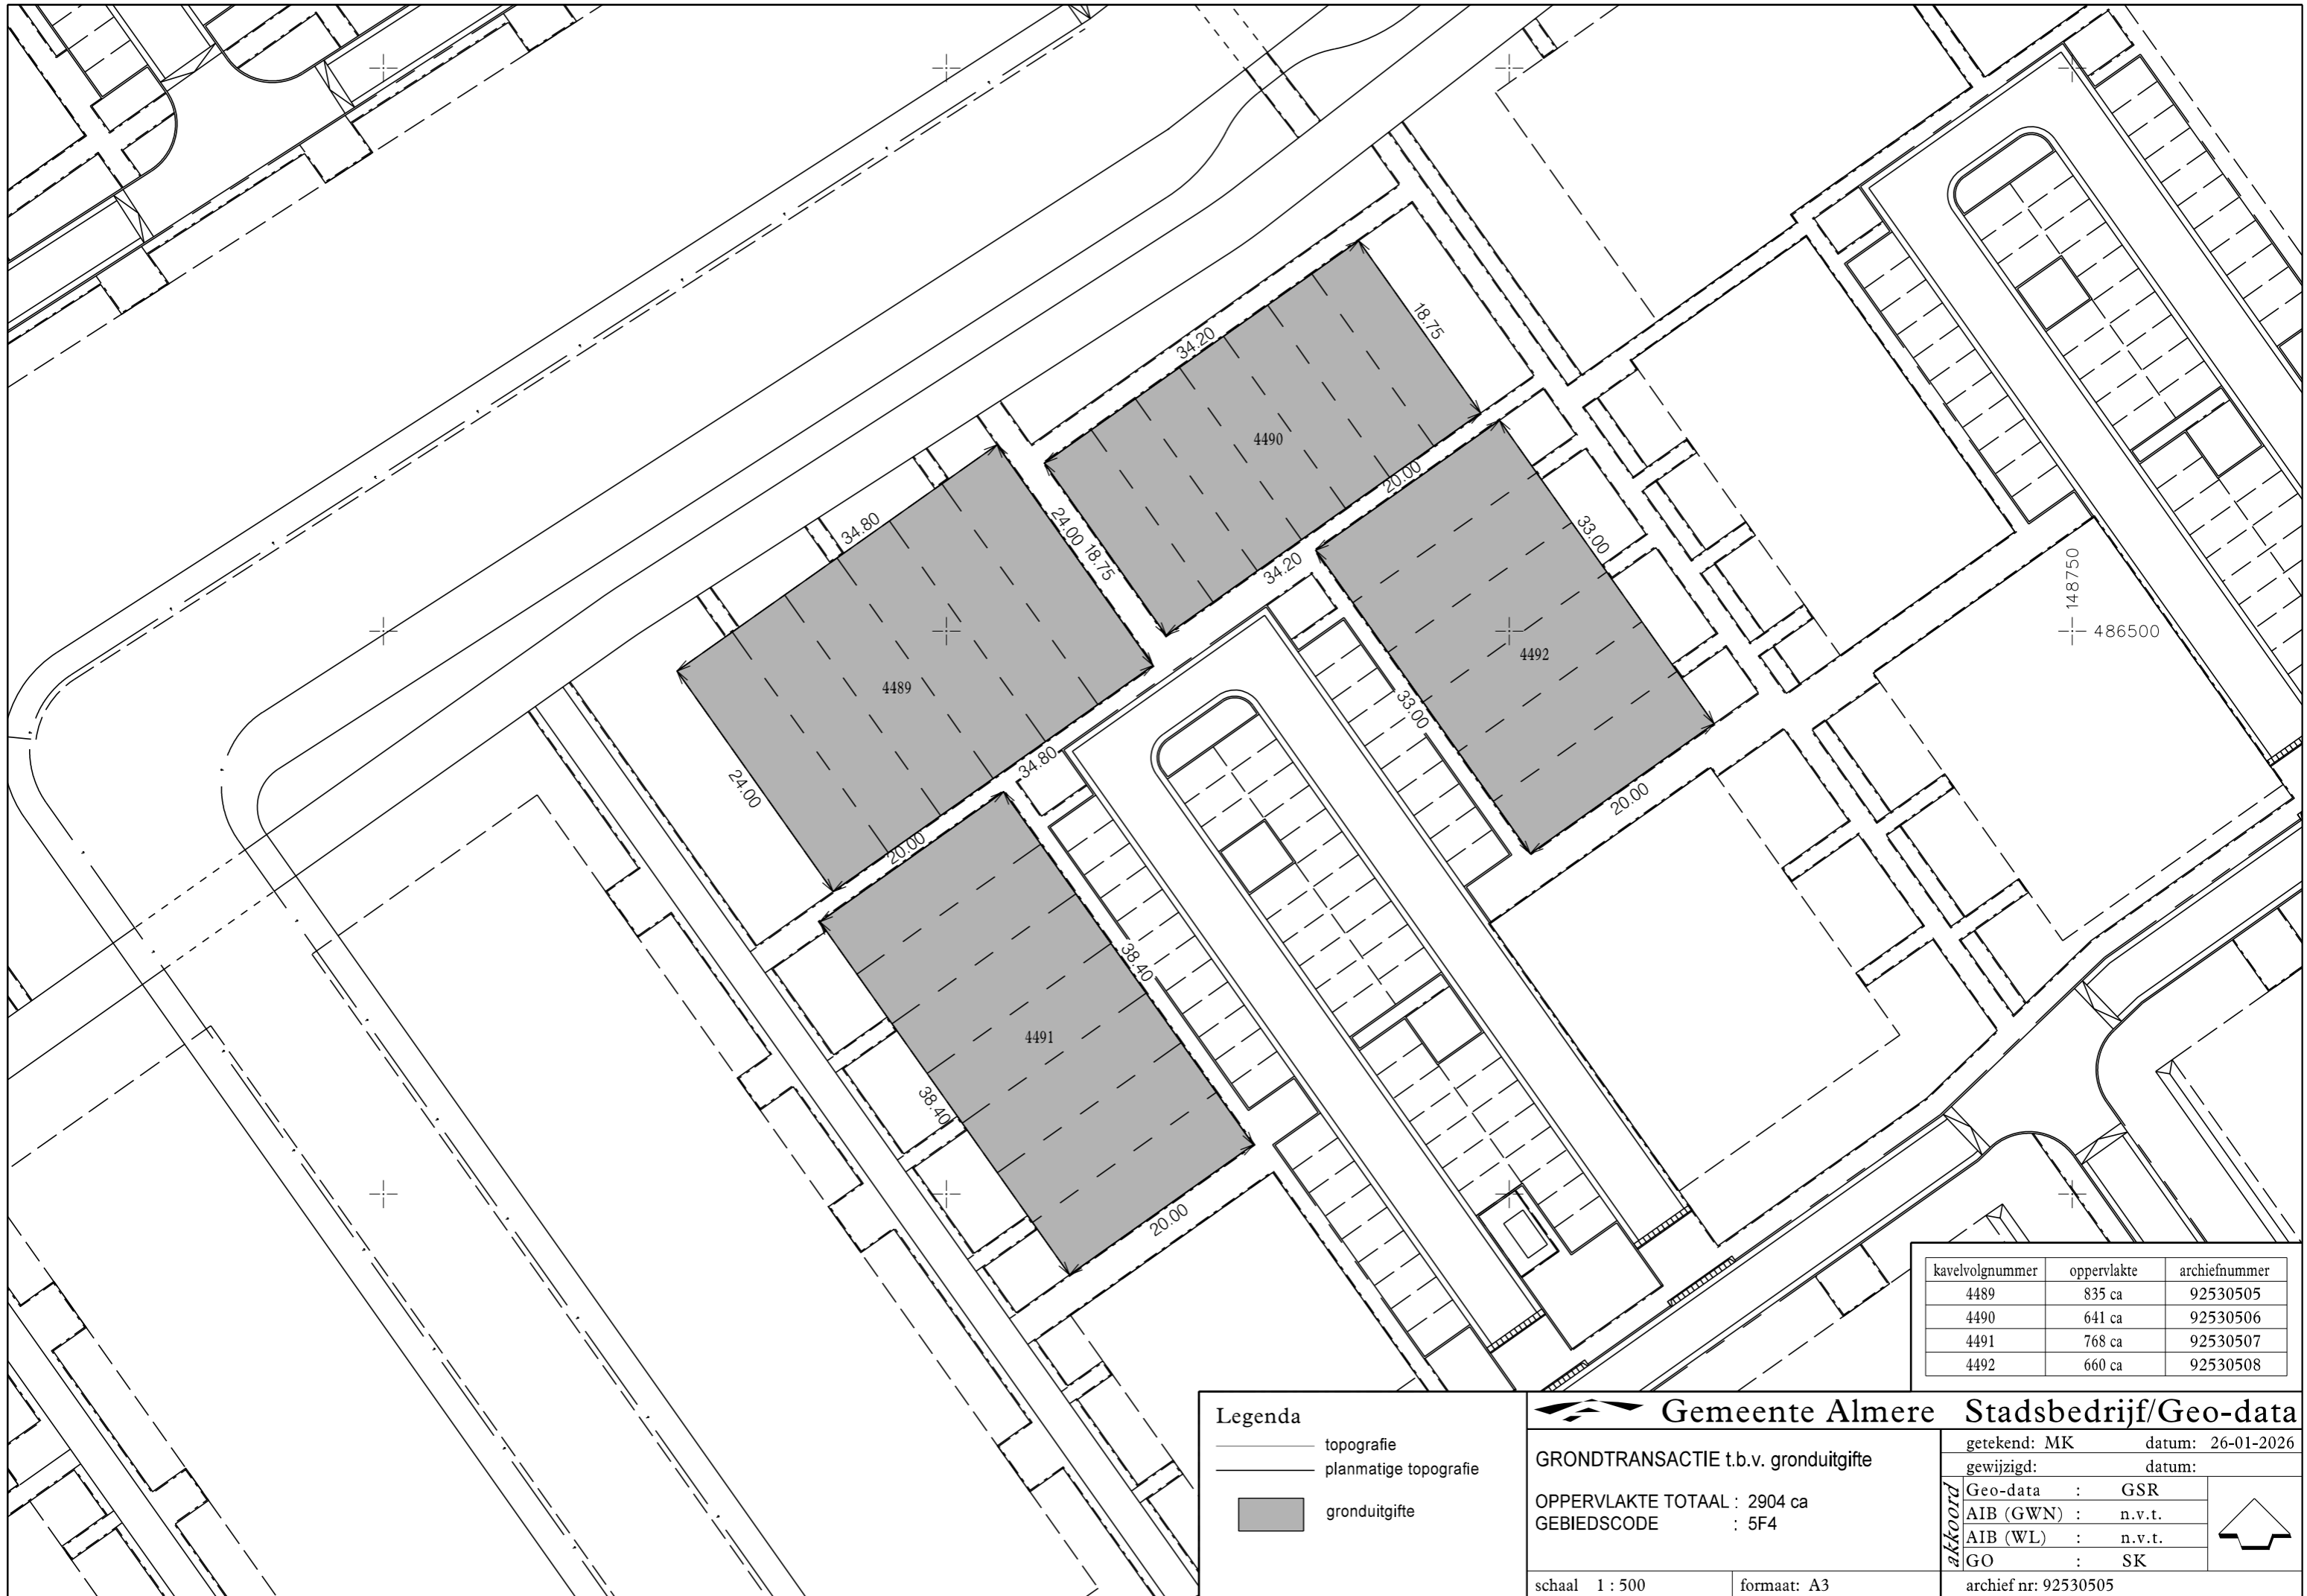 34.20
18.75
4490
34.80
24.00
18.75
20.00
34.20
33.00
4492
33.00
20.00
148750
486500
4489
24.00
34.80
20.00
38.40
4491
38.40
20.00
kavelvolgnummer oppervlakte archiefnummer
4489 835 ca 92530505
4490 641 ca 92530506
4491 768 ca 92530507
4492 660 ca 92530508
Legenda
topografie
planmatige topografie
gronduitgifte
Gemeente Almere Stadsbedrijf/Geo-data
GRONDTRANSACTIE t.b.v. gronduitgifte
OPPERVLAKTE TOTAAL : 2904 ca
GEBIEDSCODE : 5F4
schaal 1 : 500 formaat: A3
getekend: MK datum: 26-01-2026
gewijzigd: datum:
akkoord
Geo-data : GSR
AIB (GWN) : n.v.t.
AIB (WL) : n.v.t.
GO : SK
archief nr: 92530505